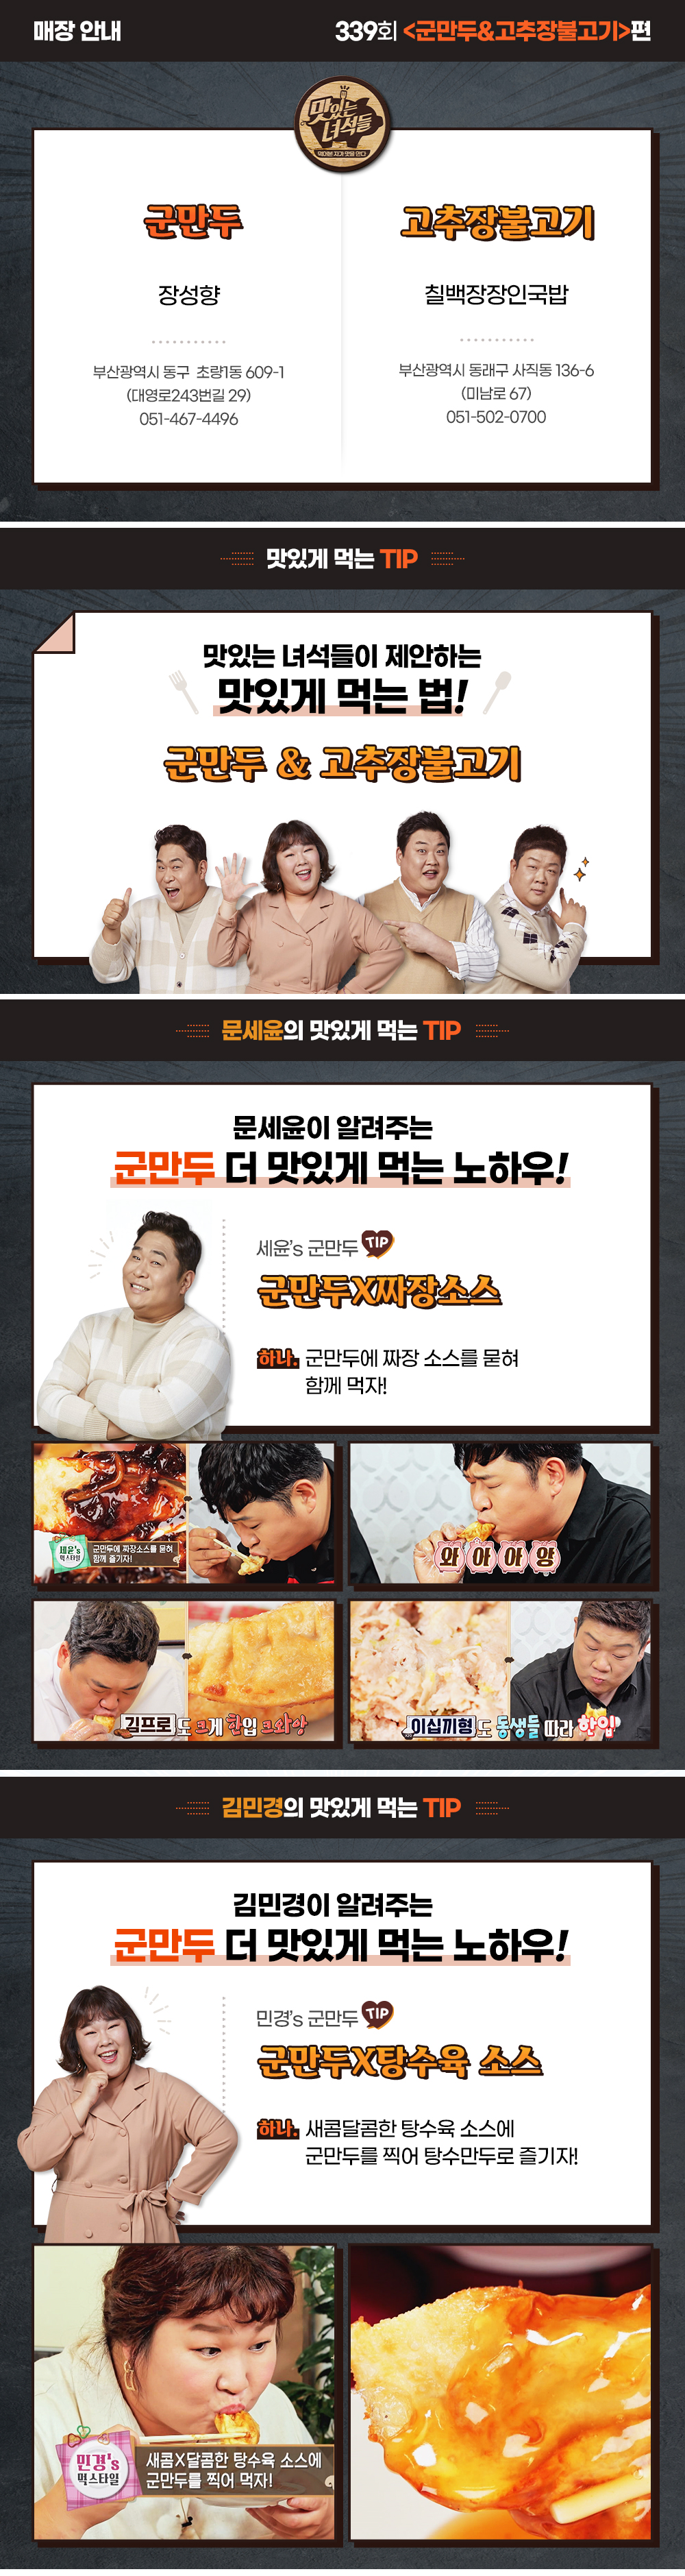 매장 안내
339회 <군만두&고추장불고기>편
맛있는
녀석들
먹어본 자가 맛을 안다
군만두
장성향
부산광역시 동구 초량1동 609-1
(대영로243번길 29)
051-467-4496
고추장불고기
칠백장장인국밥
부산광역시 동래구 사직동 136-6
(미남로 67)
051-502-0700
맛있게 먹는 TIP
맛있는 녀석들이 제안하는
맛있게 먹는 법!
군만두 & 고추장불고기
문세윤의 맛있게 먹는 TIP
문세윤이 알려주는
군만두 더 맛있게 먹는 노하우!
세윤's 군만두 TIP
군만두X짜장소스
하나. 군만두에 짜장 소스를 묻혀
함께 먹자!
세윤's
먹스타일
군만두에 짜장소스를 묻혀
함께 즐기자!
와 아 아 앙
김프로도 크게 한입 크와앙
이십끼형도 동생들 따라 한입
김민경의 맛있게 먹는 TIP
김민경이 알려주는
군만두 더 맛있게 먹는 노하우!
민경's 군만두 TIP
군만두X탕수육 소스
하나. 새콤달콤한 탕수육 소스에
군만두를 찍어 탕수만두로 즐기자!
민경's
먹스타일
새콤X달콤한 탕수육 소스에
군만두를 찍어 먹자!